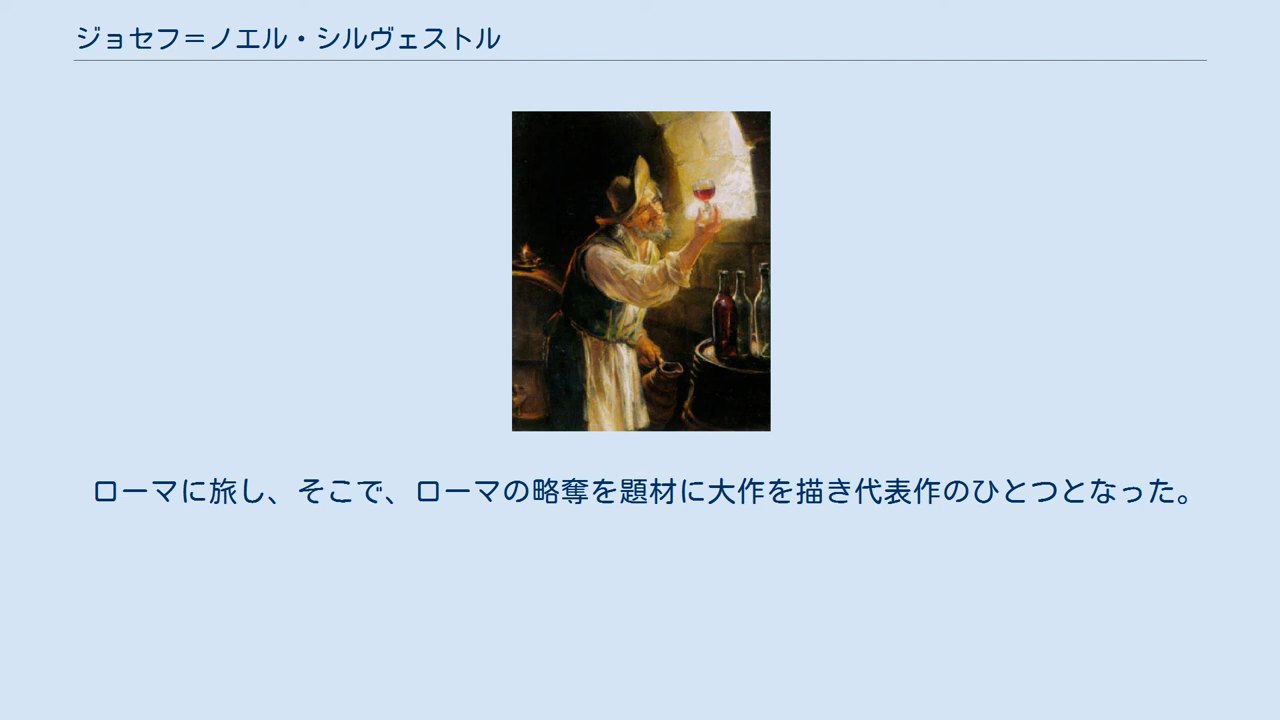 ジョセフ＝ノエル・シルヴェストル
ローマに旅し、そこで、ローマの略奪を題材に大作を描き代表作のひとつとなった。